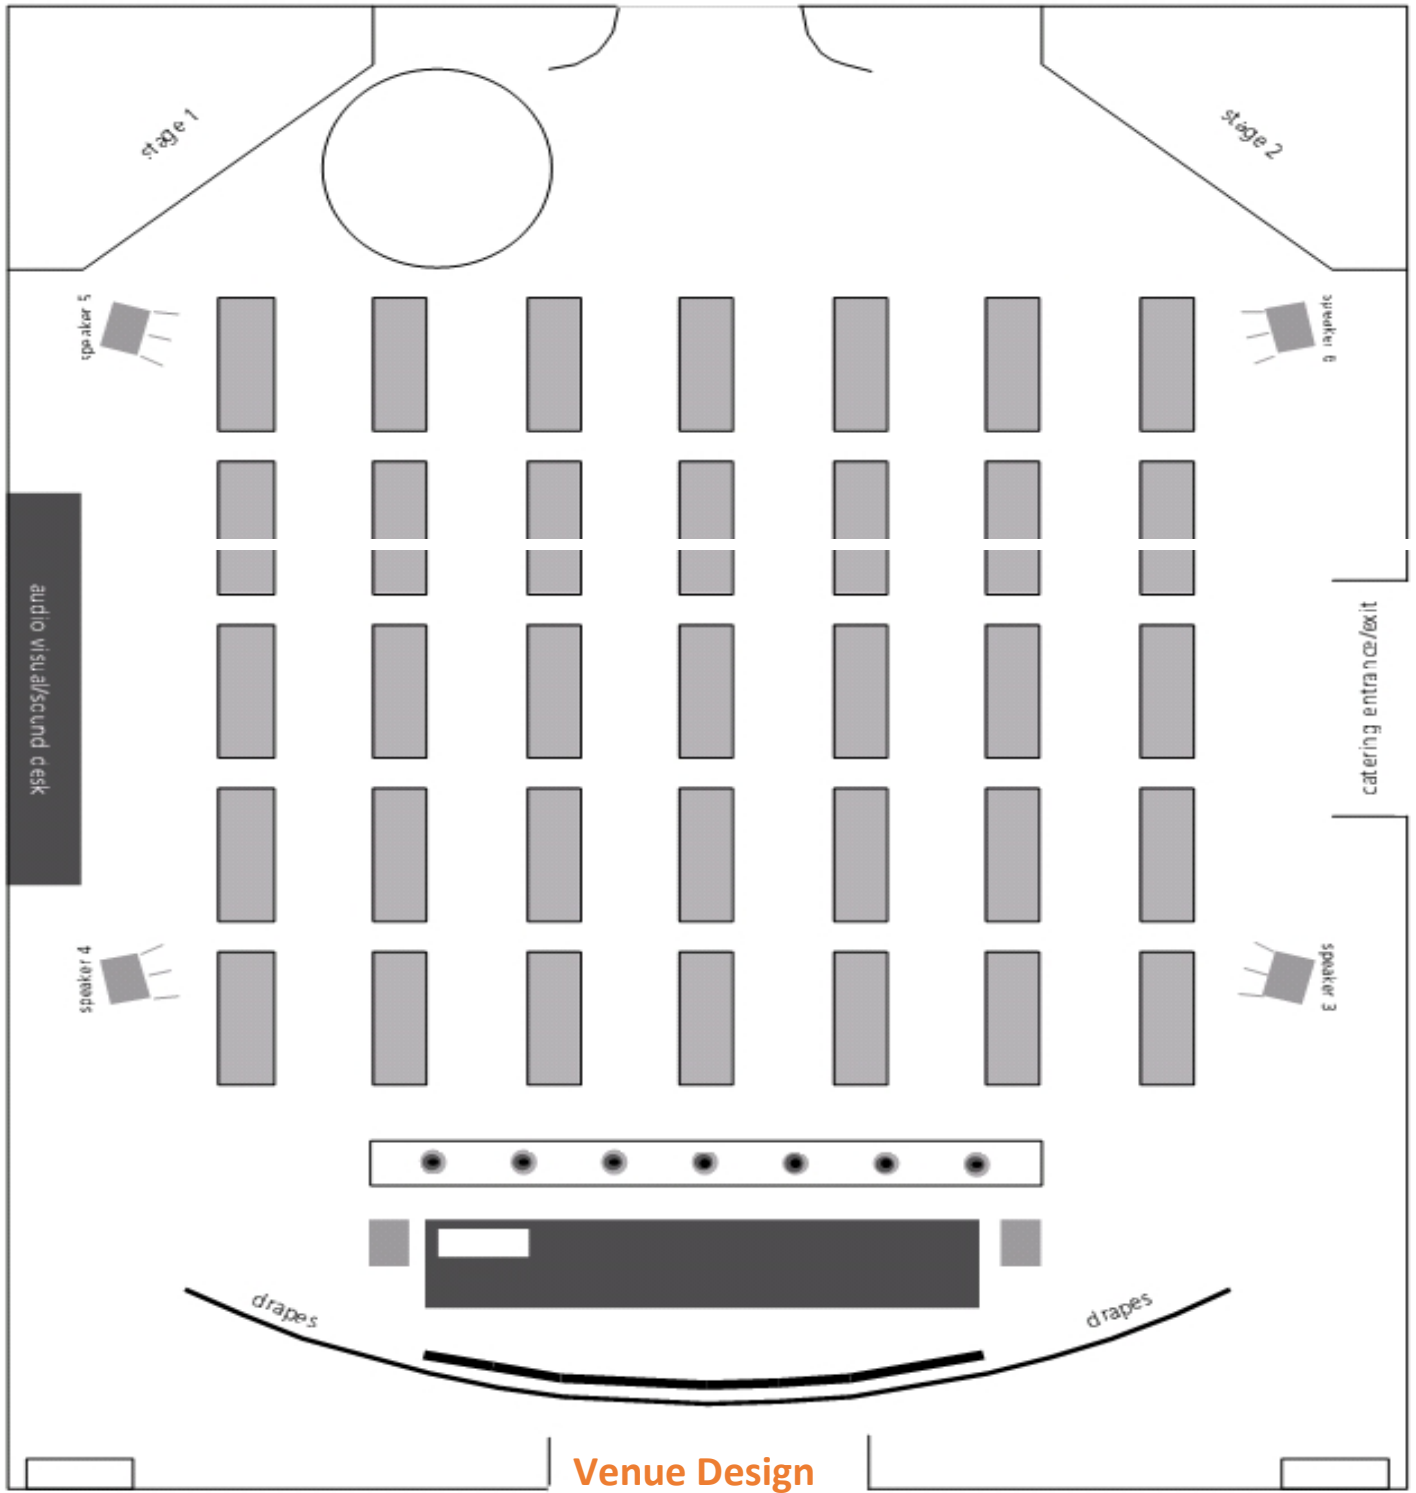 stage 1
stage 2
speaker 5
speaker 6
audio visual/sound desk
catering entrance/exit
speaker 4
speaker 3
drapes
drapes
Venue Design